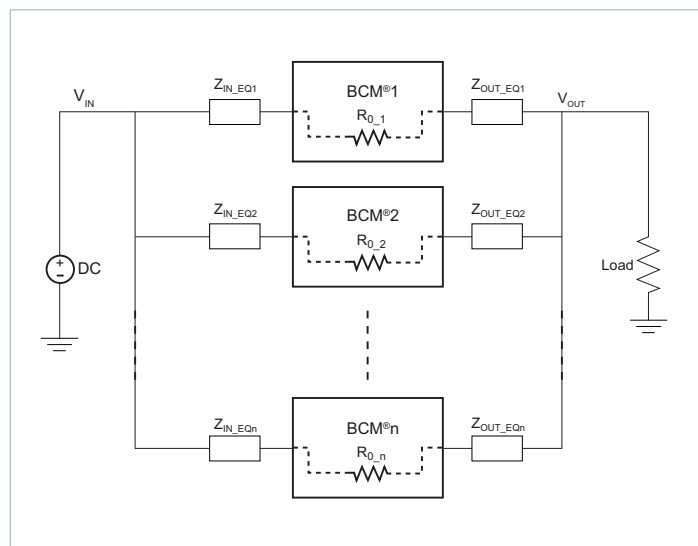 V_IN
Z_IN_EQ1
BCM®1
R_0_1
Z_OUT_EQ1
V_OUT
Z_IN_EQ2
BCM®2
R_0_2
Z_OUT_EQ2
+
−
DC
Load
Z_IN_EQn
BCM®n
R_0_n
Z_OUT_EQn